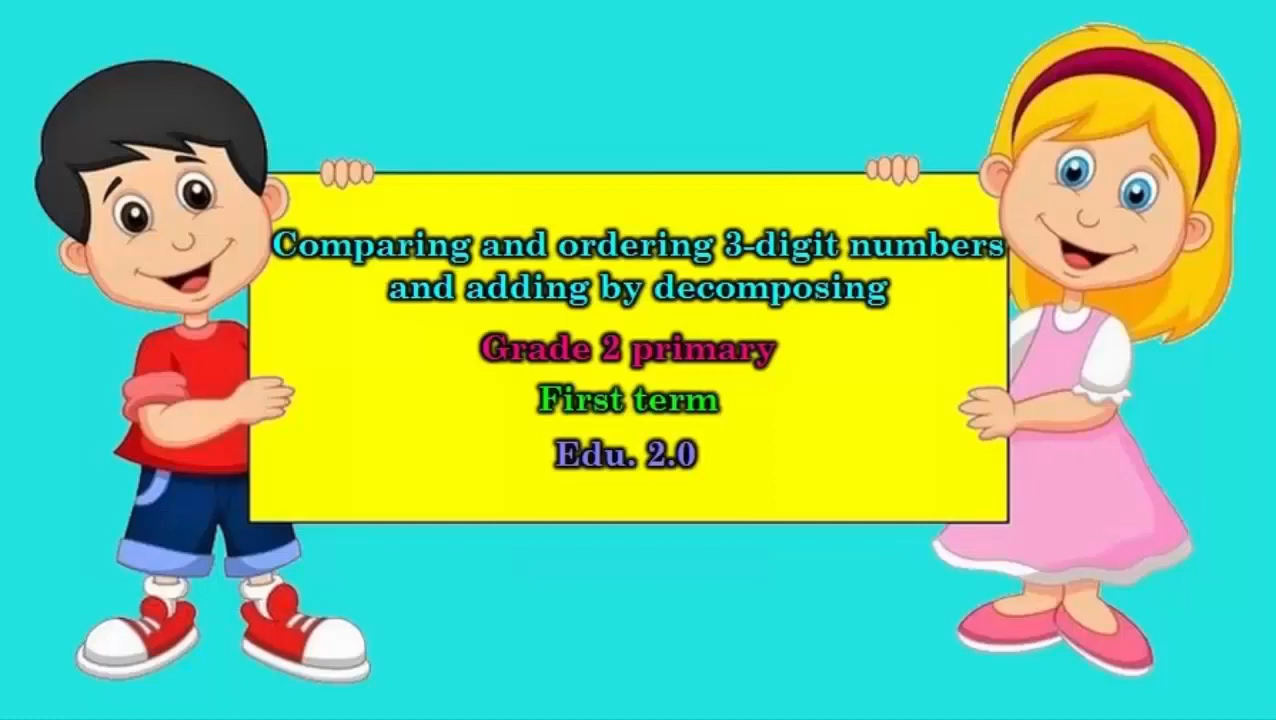 Comparing and ordering 3-digit numbers
and adding by decomposing
Grade 2 primary
First term
Edu. 2.0